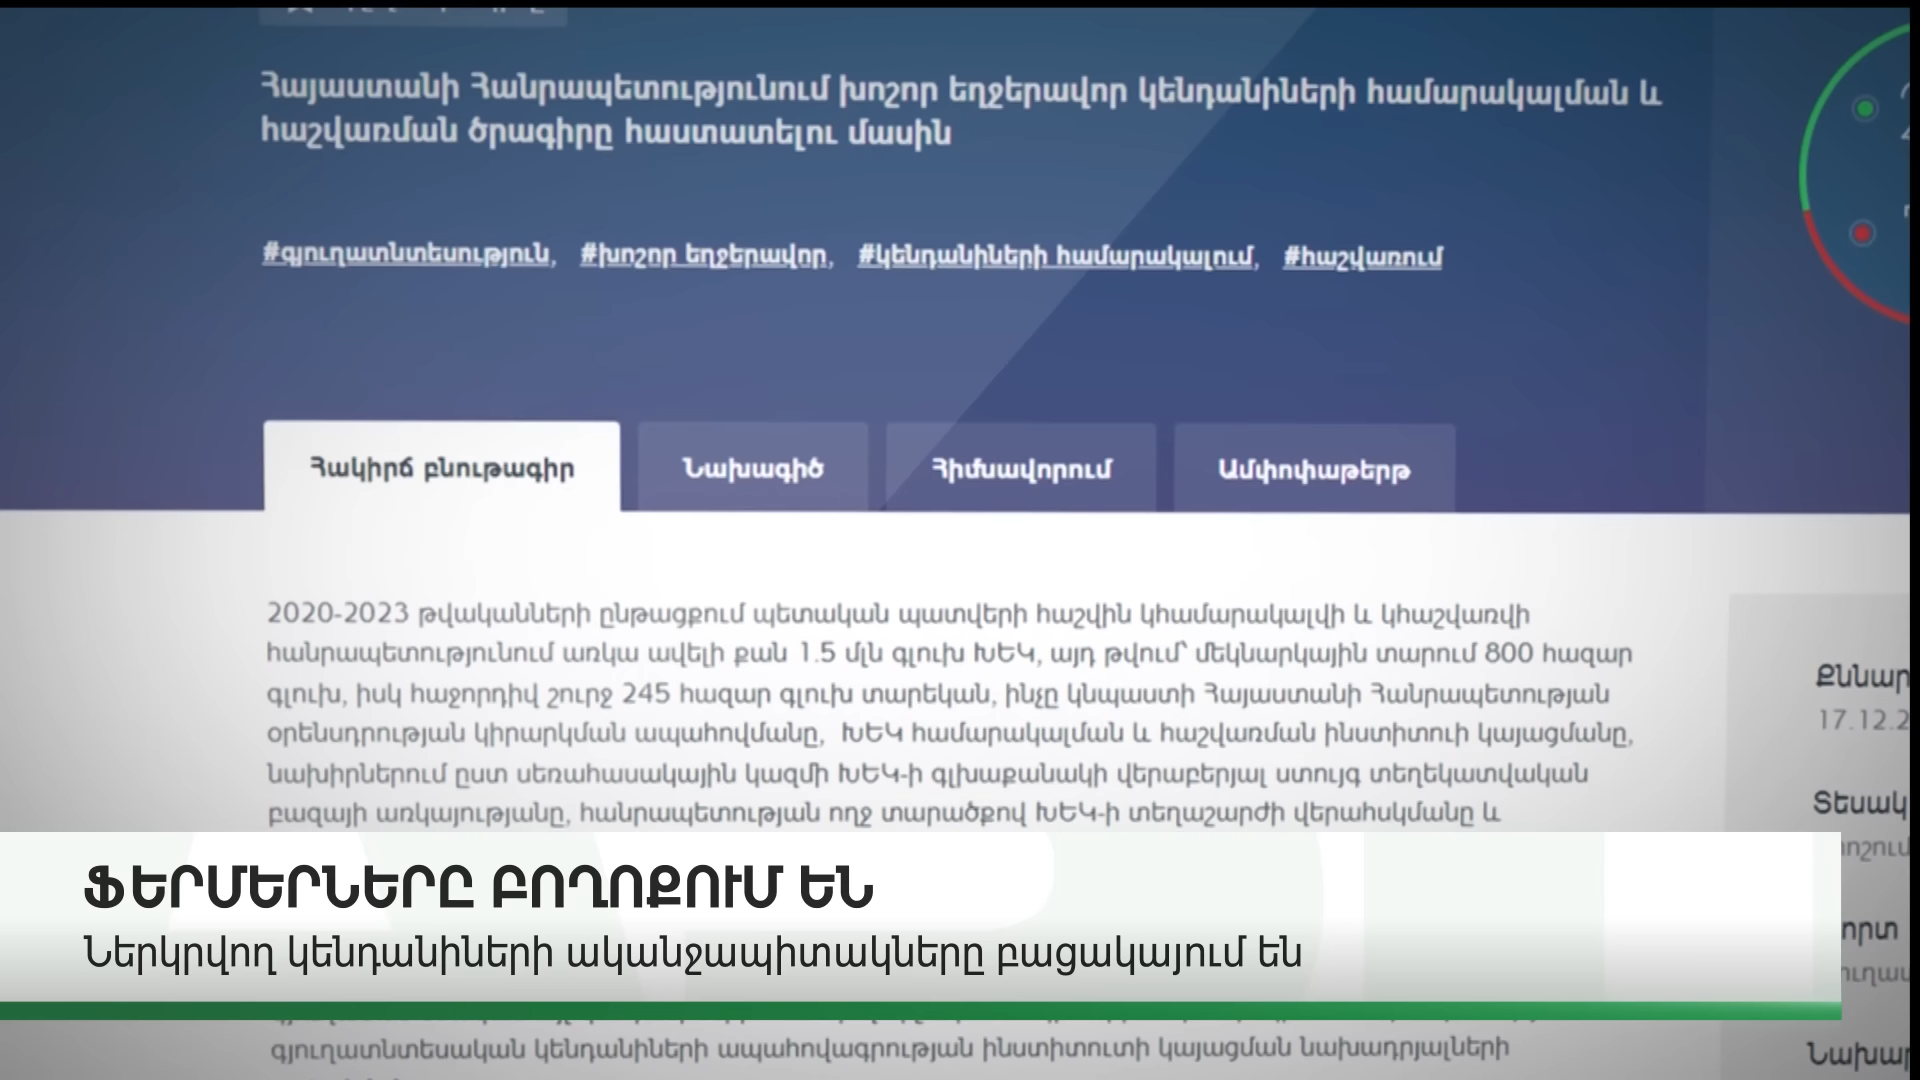 Հայաստանի Հանրապետությունում խոշոր եղջերավոր կենդանիների համարակալման և
հաշվառման ծրագիրը հաստատելու մասին
#գյուղատնտեսություն, #խոշոր եղջերավոր, #կենդանիների համարակալում, #հաշվառում
Հակիրճ բնութագիր Նախագիծ Հիմնավորում Ամփոփաթերթ
2020-2023 թվականների ընթացքում պետական պատվերի հաշվին կհամարակալվի և կհաշվառվի
հանրապետությունում առկա ավելի քան 1.5 մլն գլուխ ԽԵԿ, այդ թվում՝ մեկնարկային տարում 800 հազար
գլուխ, իսկ հաջորդիվ շուրջ 245 հազար գլուխ տարեկան, ինչը կնպաստի Հայաստանի Հանրապետության
օրենսդրության կիրարկման ապահովմանը, ԽԵԿ համարակալման և հաշվառման ինստիտուի կայացմանը,
նախիրներում ըստ սեռահասակային կազմի ԽԵԿ-ի գլխաքանակի վերաբերյալ ստույգ տեղեկատվական
բազայի առկայությանը, հանրապետության ողջ տարածքով ԽԵԿ-ի տեղաշարժի վերահսկմանը և
17.12.2
Տեսակ
ՖԵՐՄԵՐՆԵՐԸ ԲՈՂՈՔՈՒՄ ԵՆ
Ներկրվող կենդանիների ականջապիտակները բացակայում են
գյուղատնտեսական կենդանիների ապահովագրության ինստիտուտի կայացման նախադրյալների